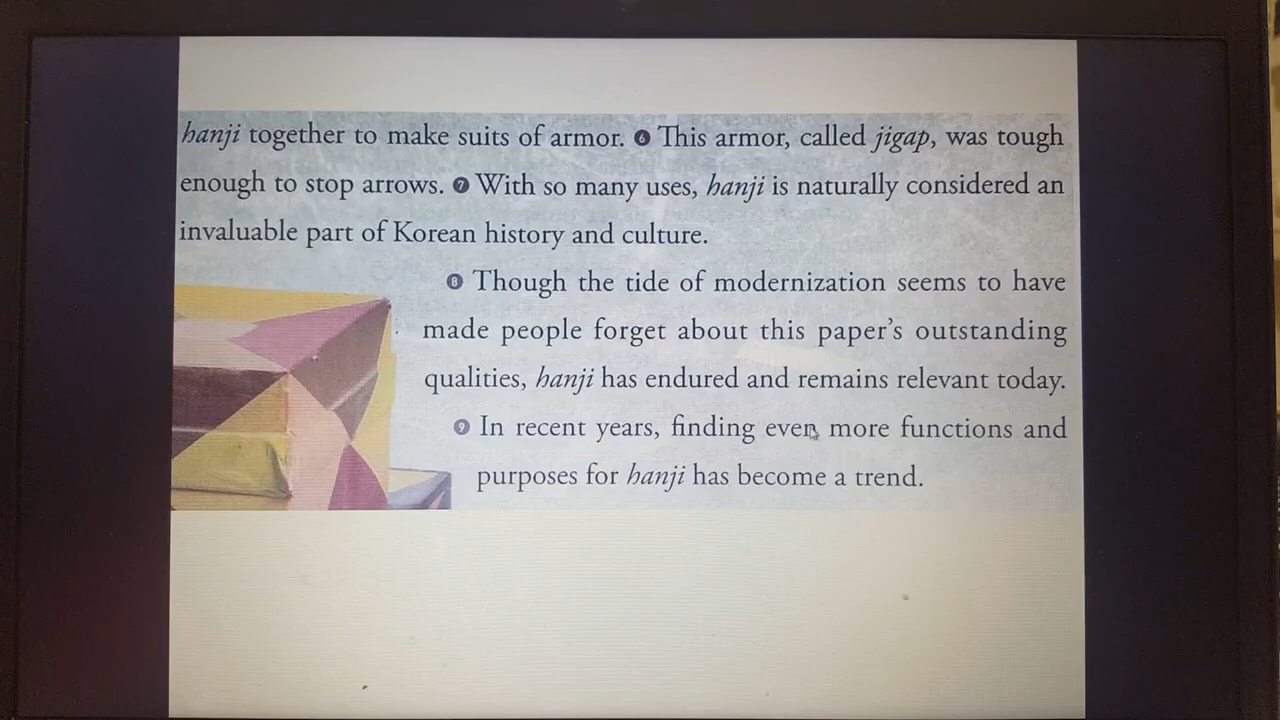 hanji together to make suits of armor. ❻ This armor, called jigap, was tough
enough to stop arrows. ❼ With so many uses, hanji is naturally considered an
invaluable part of Korean history and culture.
❽ Though the tide of modernization seems to have
made people forget about this paper’s outstanding
qualities, hanji has endured and remains relevant today.
❾ In recent years, finding even more functions and
purposes for hanji has become a trend.